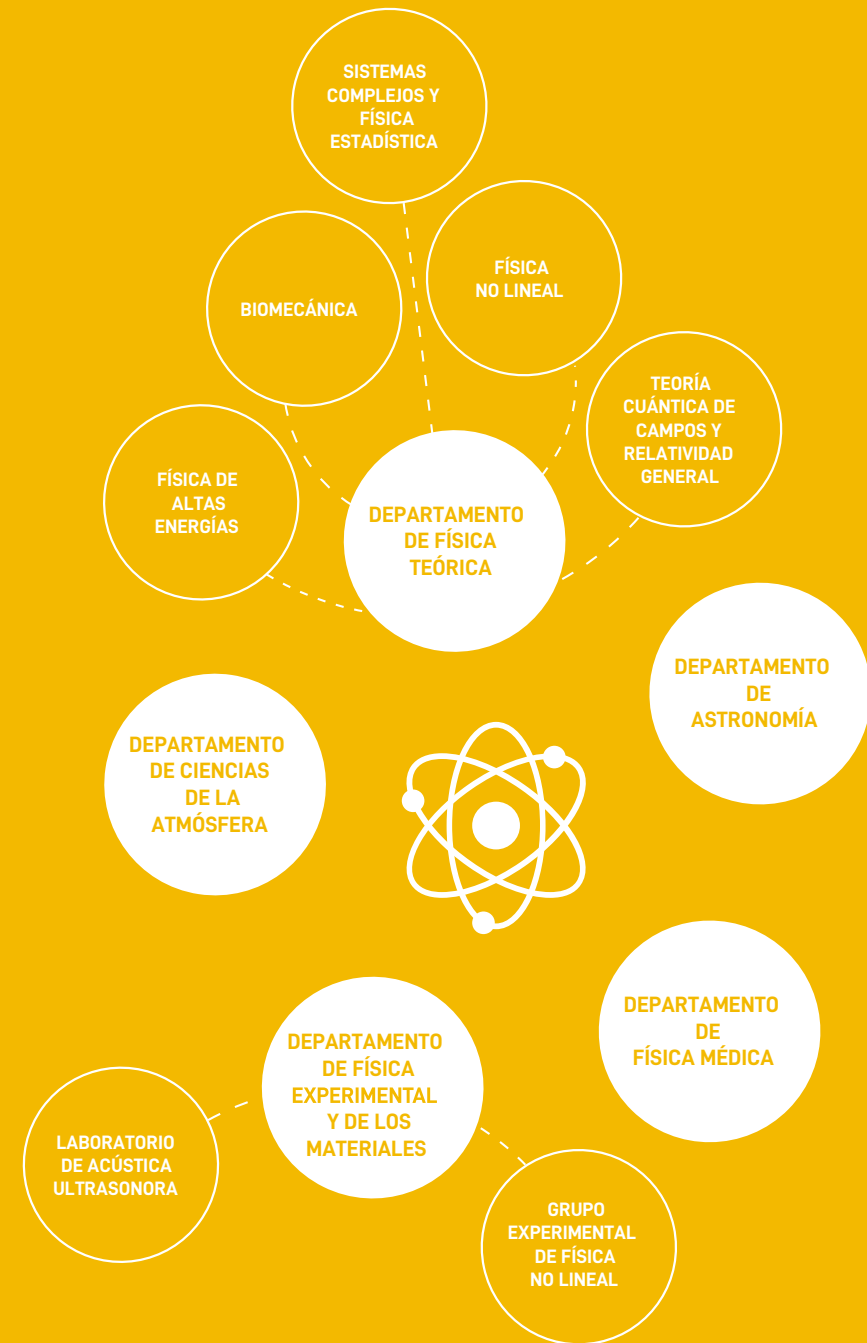 SISTEMAS
COMPLEJOS Y
FÍSICA
ESTADÍSTICA
FÍSICA
NO LINEAL
BIOMECÁNICA
TEORÍA
CUÁNTICA DE
CAMPOS Y
RELATIVIDAD
GENERAL
FÍSICA DE
ALTAS
ENERGÍAS
DEPARTAMENTO
DE FÍSICA
TEÓRICA
DEPARTAMENTO
DE
ASTRONOMÍA
DEPARTAMENTO
DE CIENCIAS
DE LA
ATMÓSFERA
DEPARTAMENTO
DE
FÍSICA MÉDICA
DEPARTAMENTO
DE FÍSICA
EXPERIMENTAL
Y DE LOS
MATERIALES
LABORATORIO
DE ACÚSTICA
ULTRASONORA
GRUPO
EXPERIMENTAL
DE FÍSICA
NO LINEAL